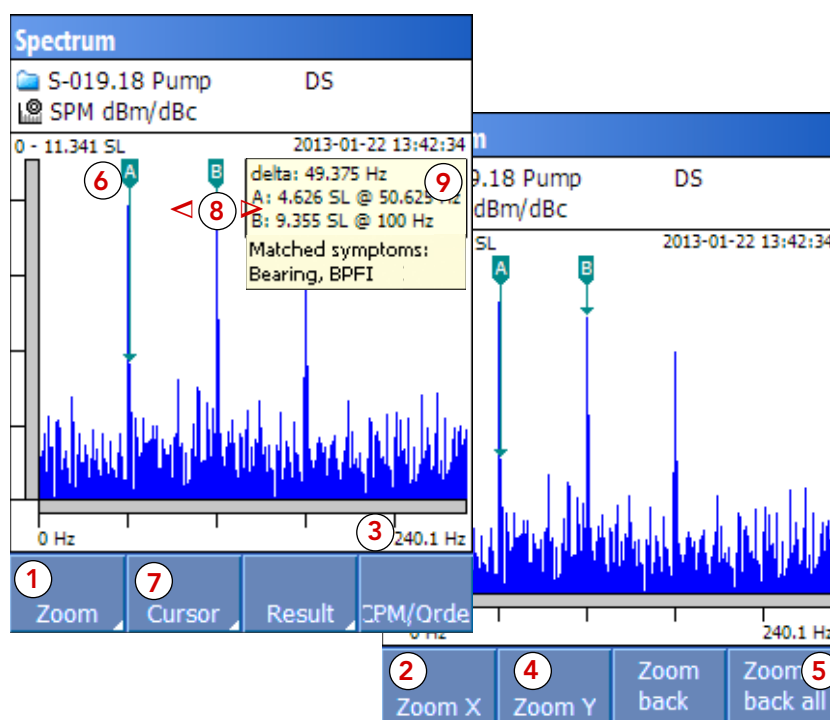 Spectrum
S-019.18 Pump DS
SPM dBm/dBc
0 - 11.341 SL 2013-01-22 13:42:34
6 A B 8 9
delta: 49.375 Hz
A: 4.626 SL @ 50.625 Hz
B: 9.355 SL @ 100 Hz
Matched symptoms:
Bearing, BPFI
0 Hz 3 240.1 Hz
1 Zoom
7 Cursor
Result
CPM/Orde
m
9.18 Pump DS
dBm/dBc
SL 2013-01-22 13:42:34
A B
0 Hz 240.1 Hz
2 Zoom X
4 Zoom Y
Zoom
back
Zoom 5
back all